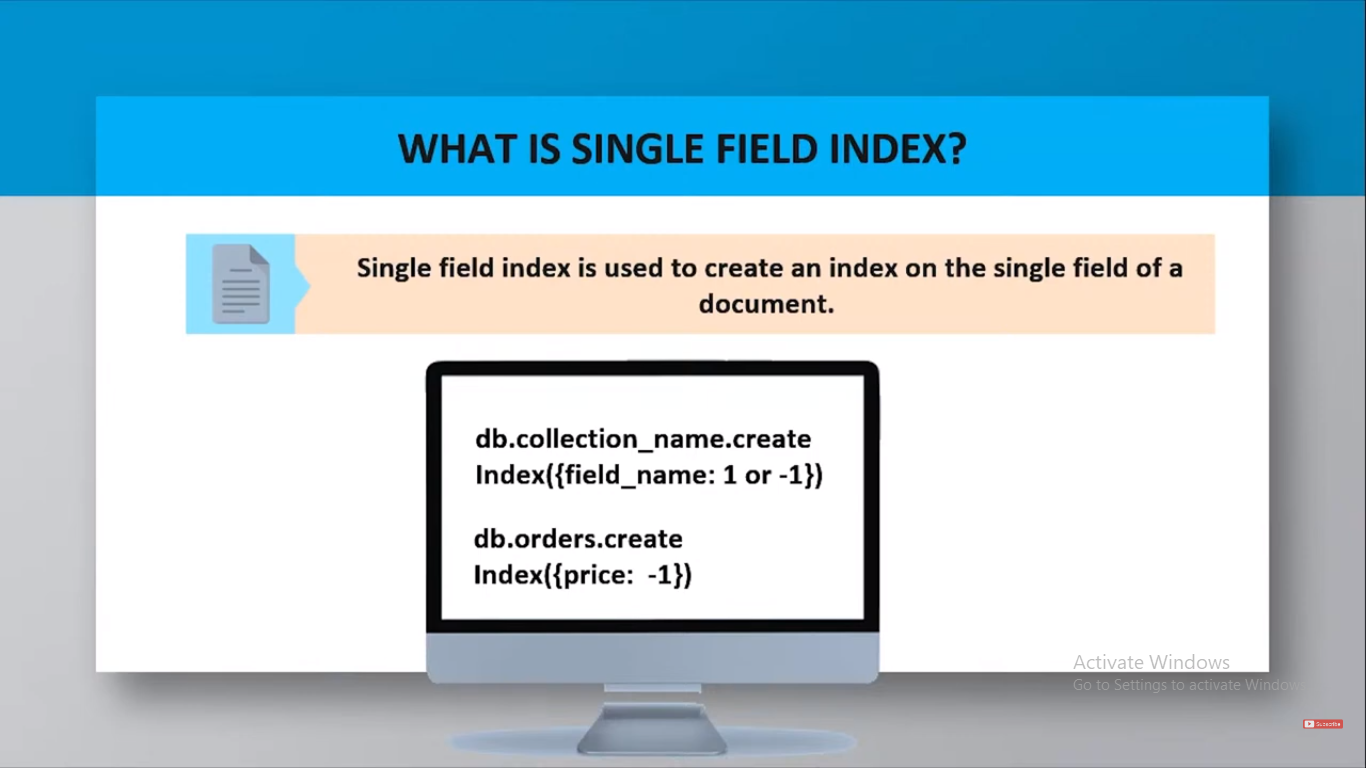 WHAT IS SINGLE FIELD INDEX?
Single field index is used to create an index on the single field of a
document.
db.collection_name.create
Index({field_name: 1 or -1})
db.orders.create
Index({price:  -1})
Activate Windows
Go to Settings to activate Windows
Subscribe